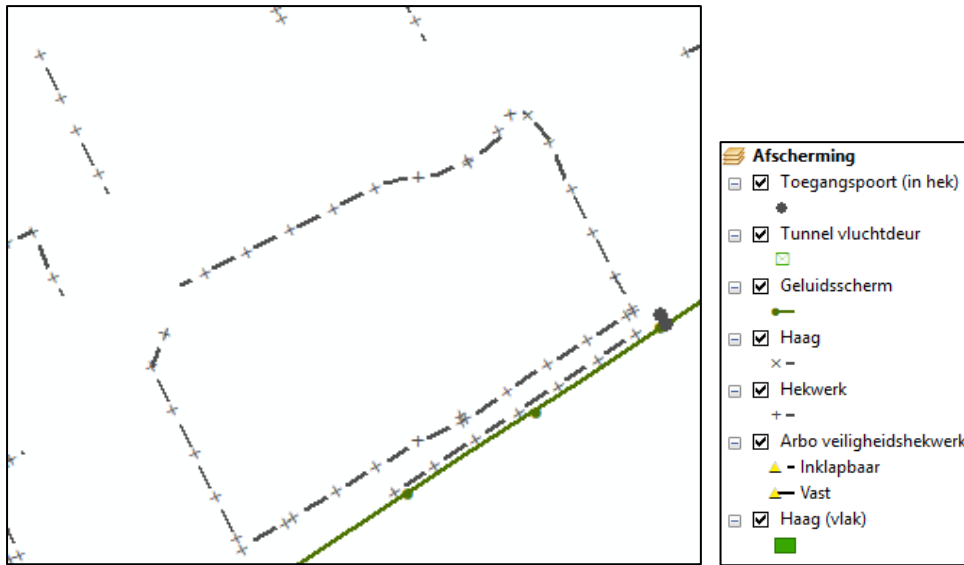 Afscherming
Toegangspoort (in hek)
Tunnel vluchtdeur
Geluidsscherm
Haag
Hekwerk
Arbo veiligheidshekwerk
Inklapbaar
Vast
Haag (vlak)